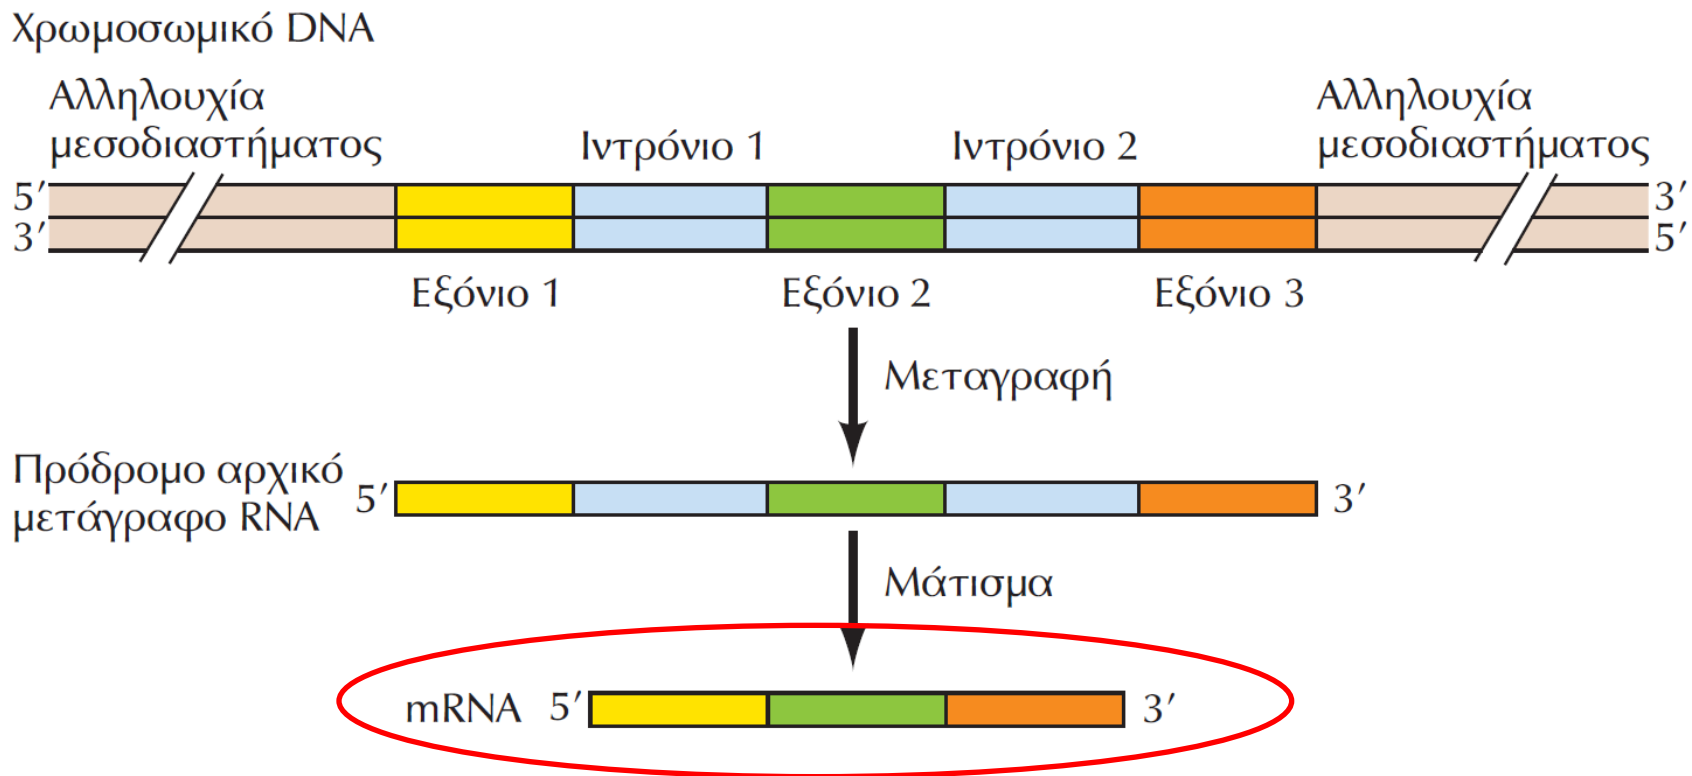 Χρωμοσωμικό DNA
Αλληλουχία
μεσοδιαστήματος
Ιντρόνιο 1
Ιντρόνιο 2
Αλληλουχία
μεσοδιαστήματος
5′
3′
3′
5′
Εξόνιο 1
Εξόνιο 2
Εξόνιο 3
Μεταγραφή
Πρόδρομο αρχικό
μετάγραφο RNA
5′
3′
Μάτισμα
mRNA 5′
3′